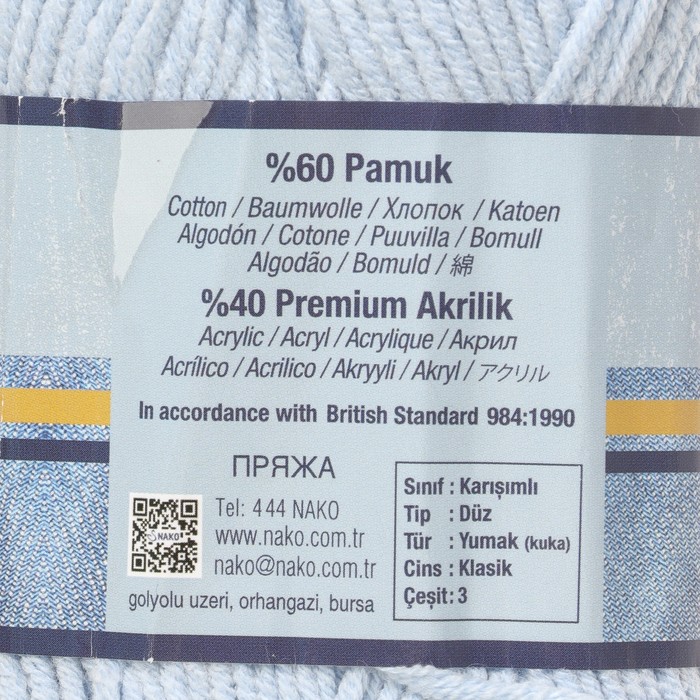 %60 Pamuk
Cotton / Baumwolle / Хлопок / Katoen
Algodón / Cotone / Puuvilla / Bomull
Algodão / Bomuld / 綿
%40 Premium Akrilik
Acrylic / Acryl / Acrylique / Акрил
Acrílico / Acrilico / Akryyli / Akryl / アクリル
In accordance with British Standard 984:1990
ПРЯЖА
NAKO
Tel: 444 NAKO
www.nako.com.tr
nako@nako.com.tr
golyolu uzeri, orhangazi, bursa
Sınıf : Karışımlı
Tip : Düz
Tür : Yumak (kuka)
Cins : Klasik
Çeşit: 3